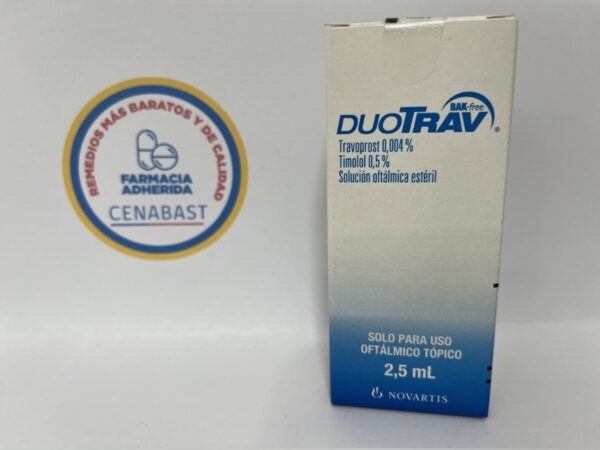 REMEDIOS MÁS BARATOS Y DE CALIDAD
FARMACIA
ADHERIDA
CENABAST
BAK-free
DUOTRAV®
Travoprost 0,004 %
Timolol 0,5 %
Solución oftálmica estéril
SOLO PARA USO
OFTÁLMICO TÓPICO
2,5 mL
NOVARTIS